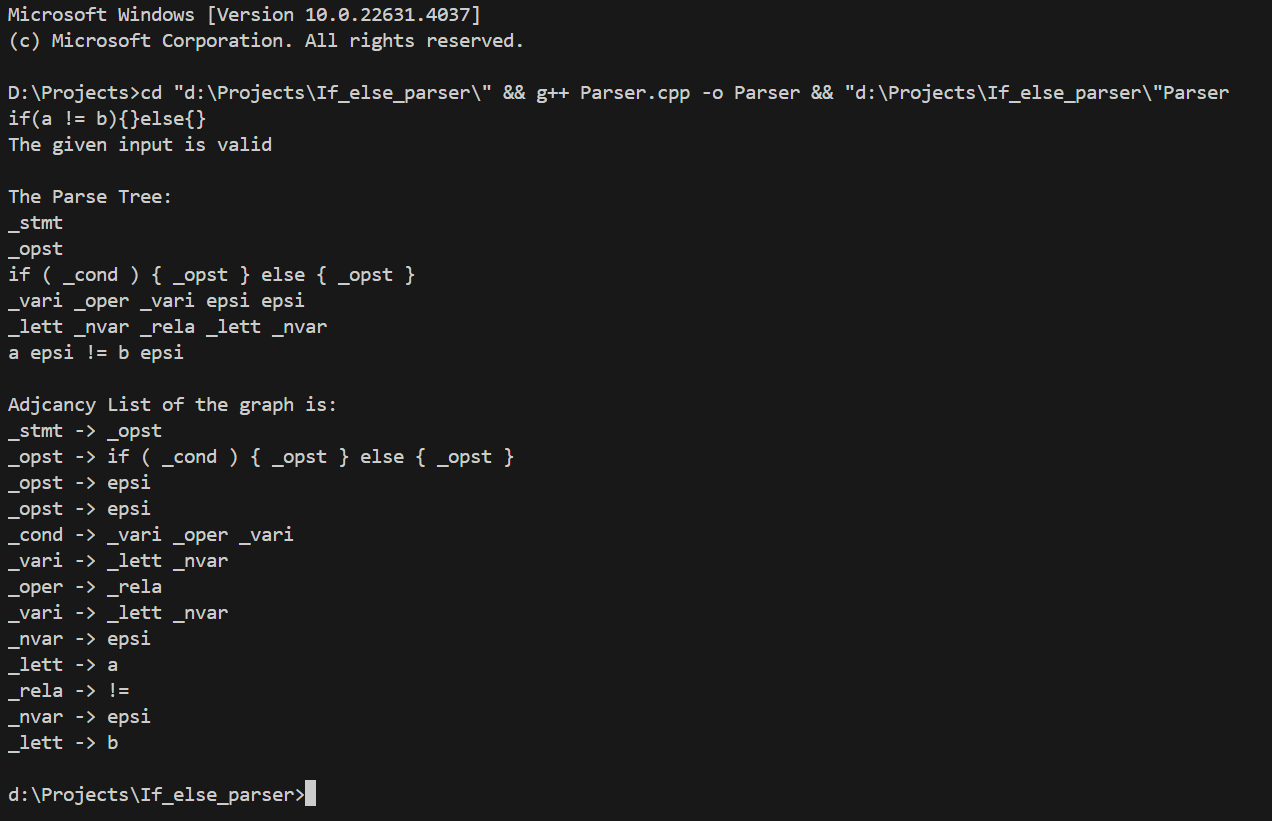 Microsoft Windows [Version 10.0.22631.4037]
(c) Microsoft Corporation. All rights reserved.
D:\Projects>cd "d:\Projects\If_else_parser\" && g++ Parser.cpp -o Parser && "d:\Projects\If_else_parser\"Parser
if(a != b){}else{}
The given input is valid
The Parse Tree:
_stmt
_opst
if ( _cond ) { _opst } else { _opst }
_vari _oper _vari epsi epsi
_lett _nvar _rela _lett _nvar
a epsi != b epsi
Adjcancy List of the graph is:
_stmt -> _opst
_opst -> if ( _cond ) { _opst } else { _opst }
_opst -> epsi
_opst -> epsi
_cond -> _vari _oper _vari
_vari -> _lett _nvar
_oper -> _rela
_vari -> _lett _nvar
_nvar -> epsi
_lett -> a
_rela -> !=
_nvar -> epsi
_lett -> b
d:\Projects\If_else_parser>